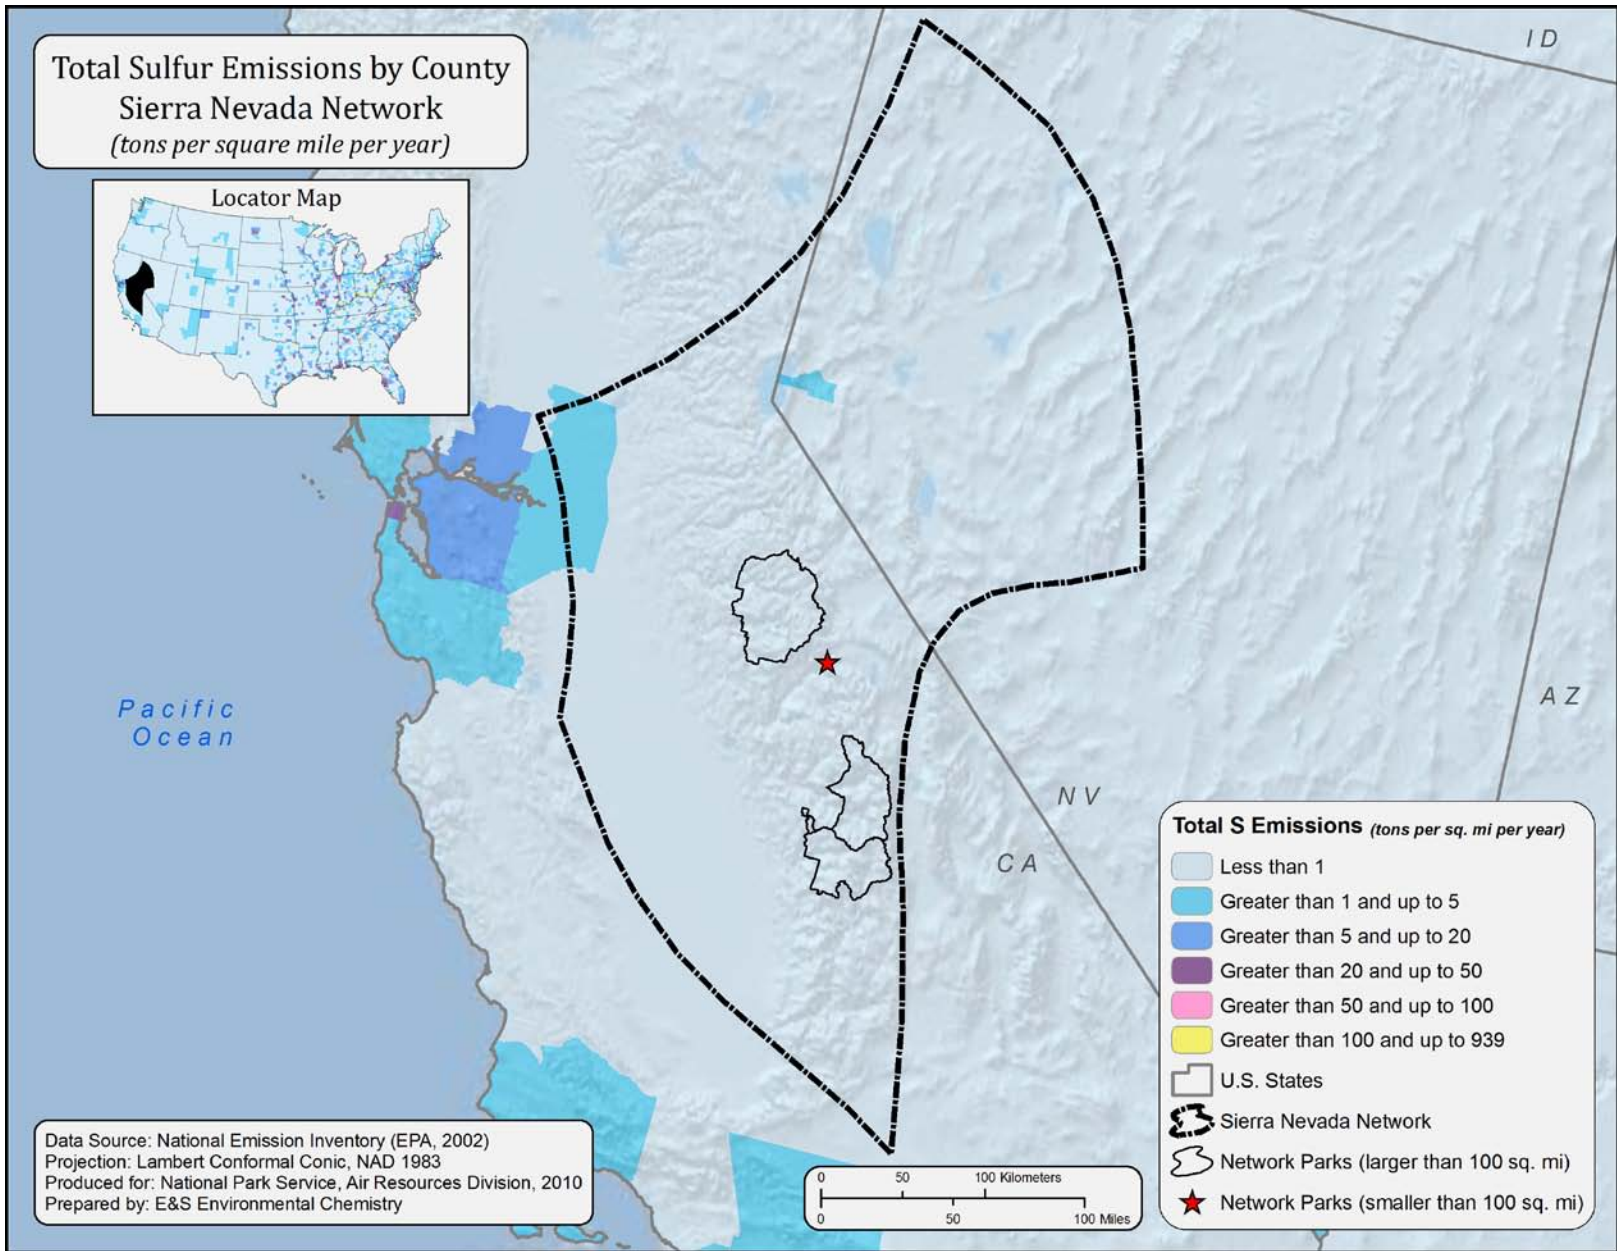 Total Sulfur Emissions by County
Sierra Nevada Network
(tons per square mile per year)
Locator Map
ID
Pacific
Ocean
AZ
NV
CA
Total S Emissions (tons per sq. mi per year)
Less than 1
Greater than 1 and up to 5
Greater than 5 and up to 20
Greater than 20 and up to 50
Greater than 50 and up to 100
Greater than 100 and up to 939
U.S. States
Sierra Nevada Network
Network Parks (larger than 100 sq. mi)
Network Parks (smaller than 100 sq. mi)
Data Source: National Emission Inventory (EPA, 2002)
Projection: Lambert Conformal Conic, NAD 1983
Produced for: National Park Service, Air Resources Division, 2010
Prepared by: E&S Environmental Chemistry
0 50 100 Kilometers
0 50 100 Miles